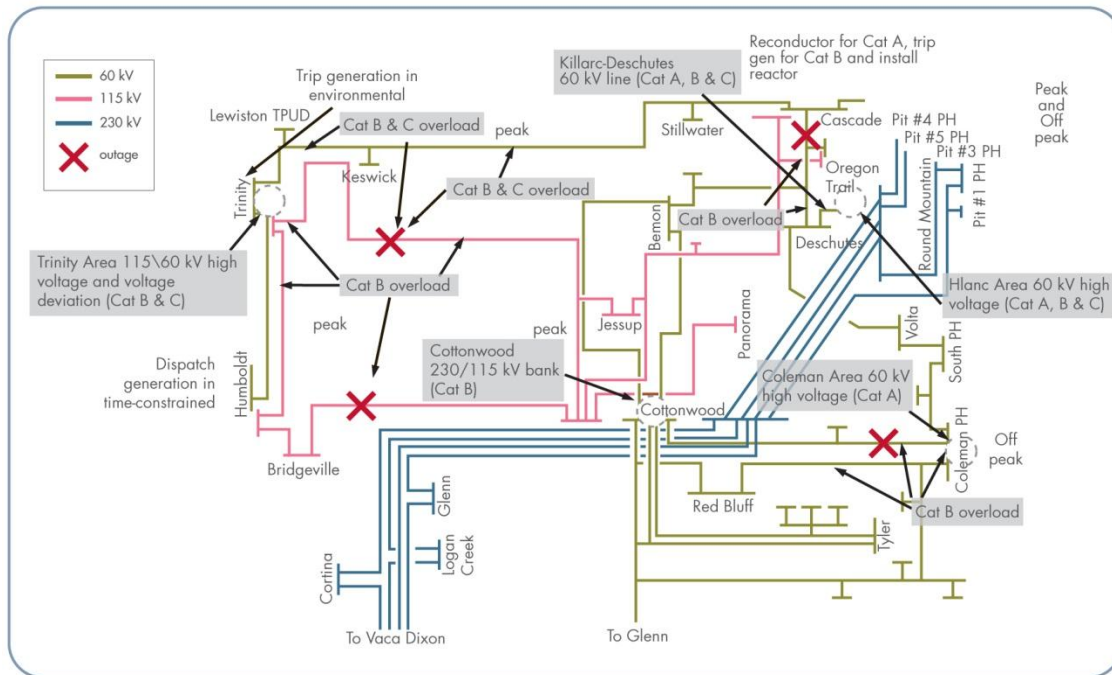 60 kV
115 kV
230 kV
outage
Trip generation in
environmental
Lewiston TPUD
Cat B & C overload
peak
Killarc-Deschutes
60 kV line (Cat A, B & C)
Reconductor for Cat A, trip
gen for Cat B and install
reactor
Peak
and
Off
peak
Stillwater
Cascade
Pit #4 PH
Pit #5 PH
Pit #3 PH
Pit #1 PH
Keswick
Cat B & C overload
Oregon
Trail
Round Mountain
Trinity
Bemon
Cat B overload
Deschutes
Trinity Area 115\60 kV high
voltage and voltage
deviation (Cat B & C)
Cat B overload
Hlanc Area 60 kV high
voltage (Cat A, B & C)
peak
Jessup
peak
Panorama
Volta
South PH
Cottonwood
230/115 kV bank
(Cat B)
Dispatch
generation in
time-constrained
Humboldt
Coleman Area 60 kV
high voltage (Cat A)
Cottonwood
Bridgeville
Coleman PH
Off
peak
Glenn
Red Bluff
Cat B overload
Logan
Creek
Tyler
Cortina
To Vaca Dixon
To Glenn